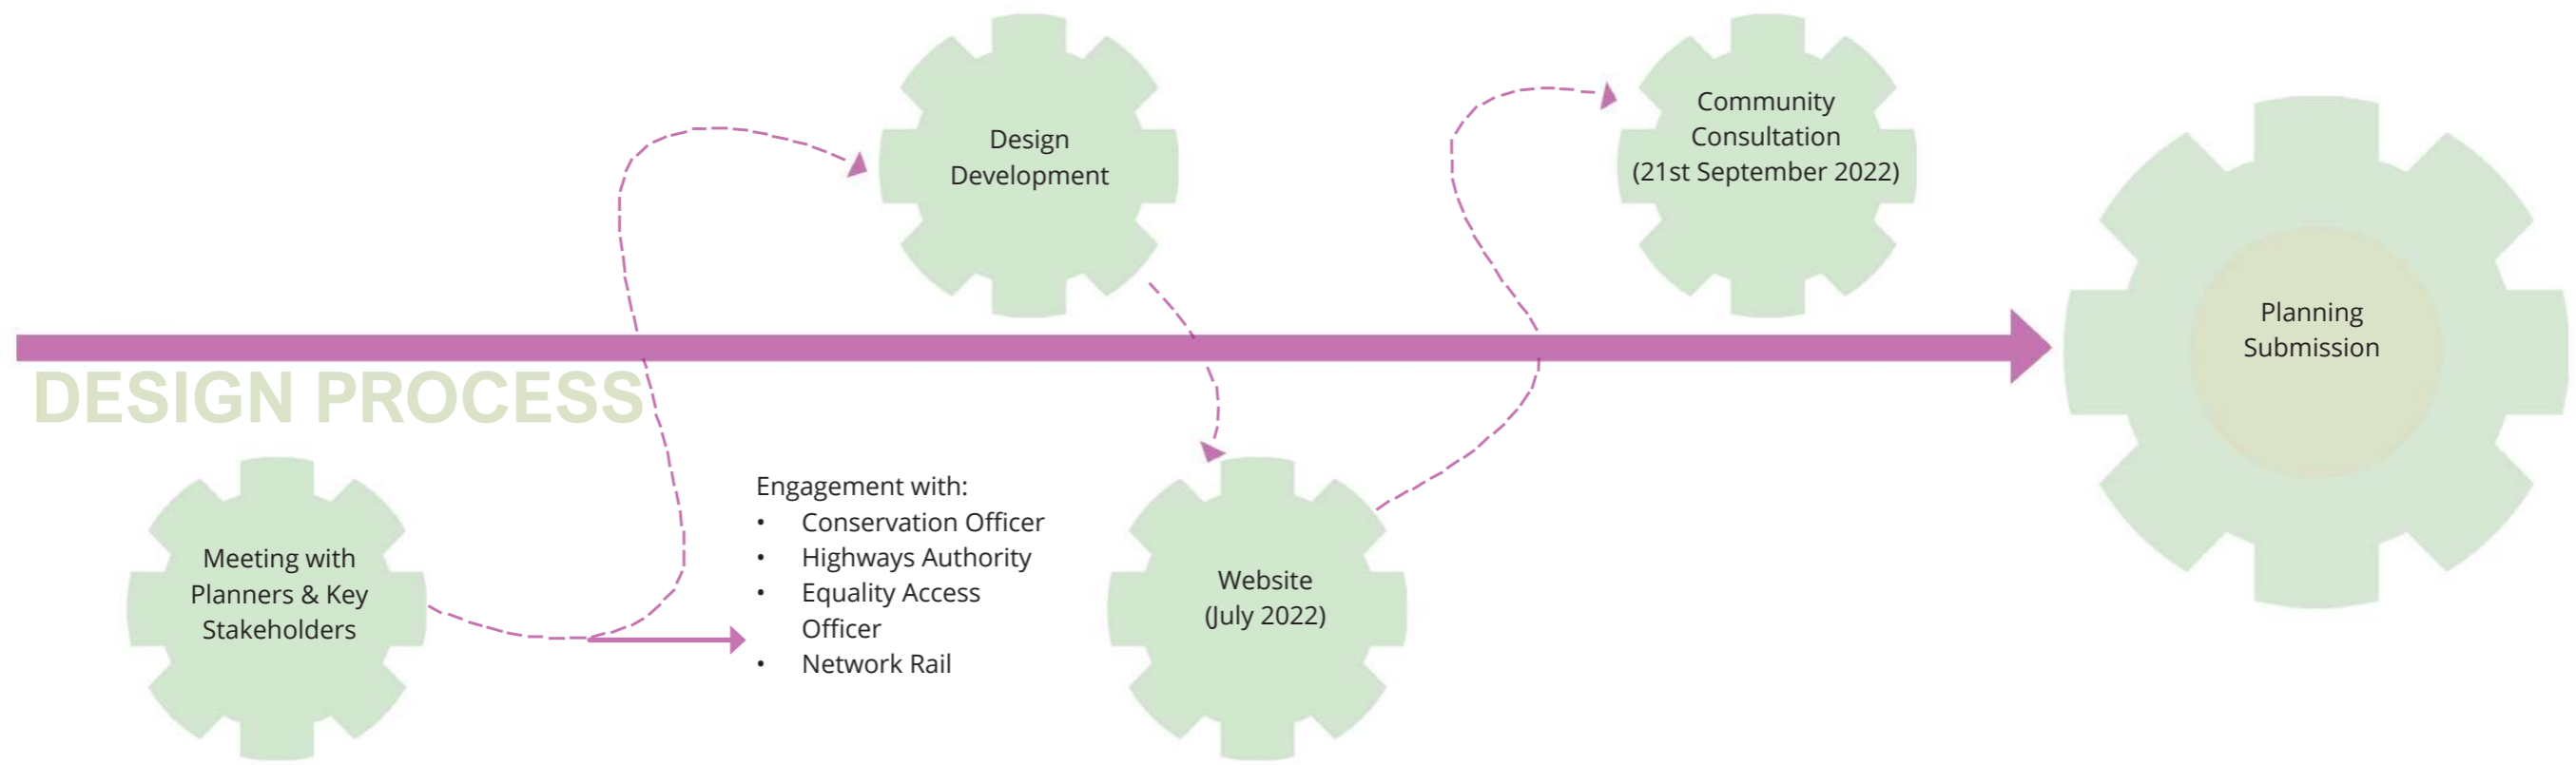 DESIGN PROCESS
Meeting with
Planners & Key
Stakeholders
Engagement with:
• Conservation Officer
• Highways Authority
• Equality Access
Officer
• Network Rail
Design
Development
Website
(July 2022)
Community
Consultation
(21st September 2022)
Planning
Submission